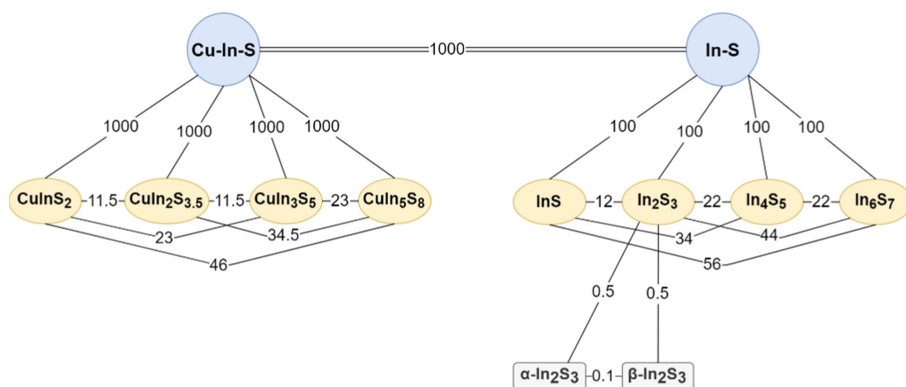 Cu-In-S
1000
In-S
1000
1000
1000
1000
100
100
100
100
CuInS₂
11.5
CuIn₂S₃.₅
11.5
CuIn₃S₅
23
CuIn₅S₈
InS
12
In₂S₃
22
In₄S₅
22
In₆S₇
23
34.5
34
44
46
56
0.5
0.5
α-In₂S₃
0.1
β-In₂S₃